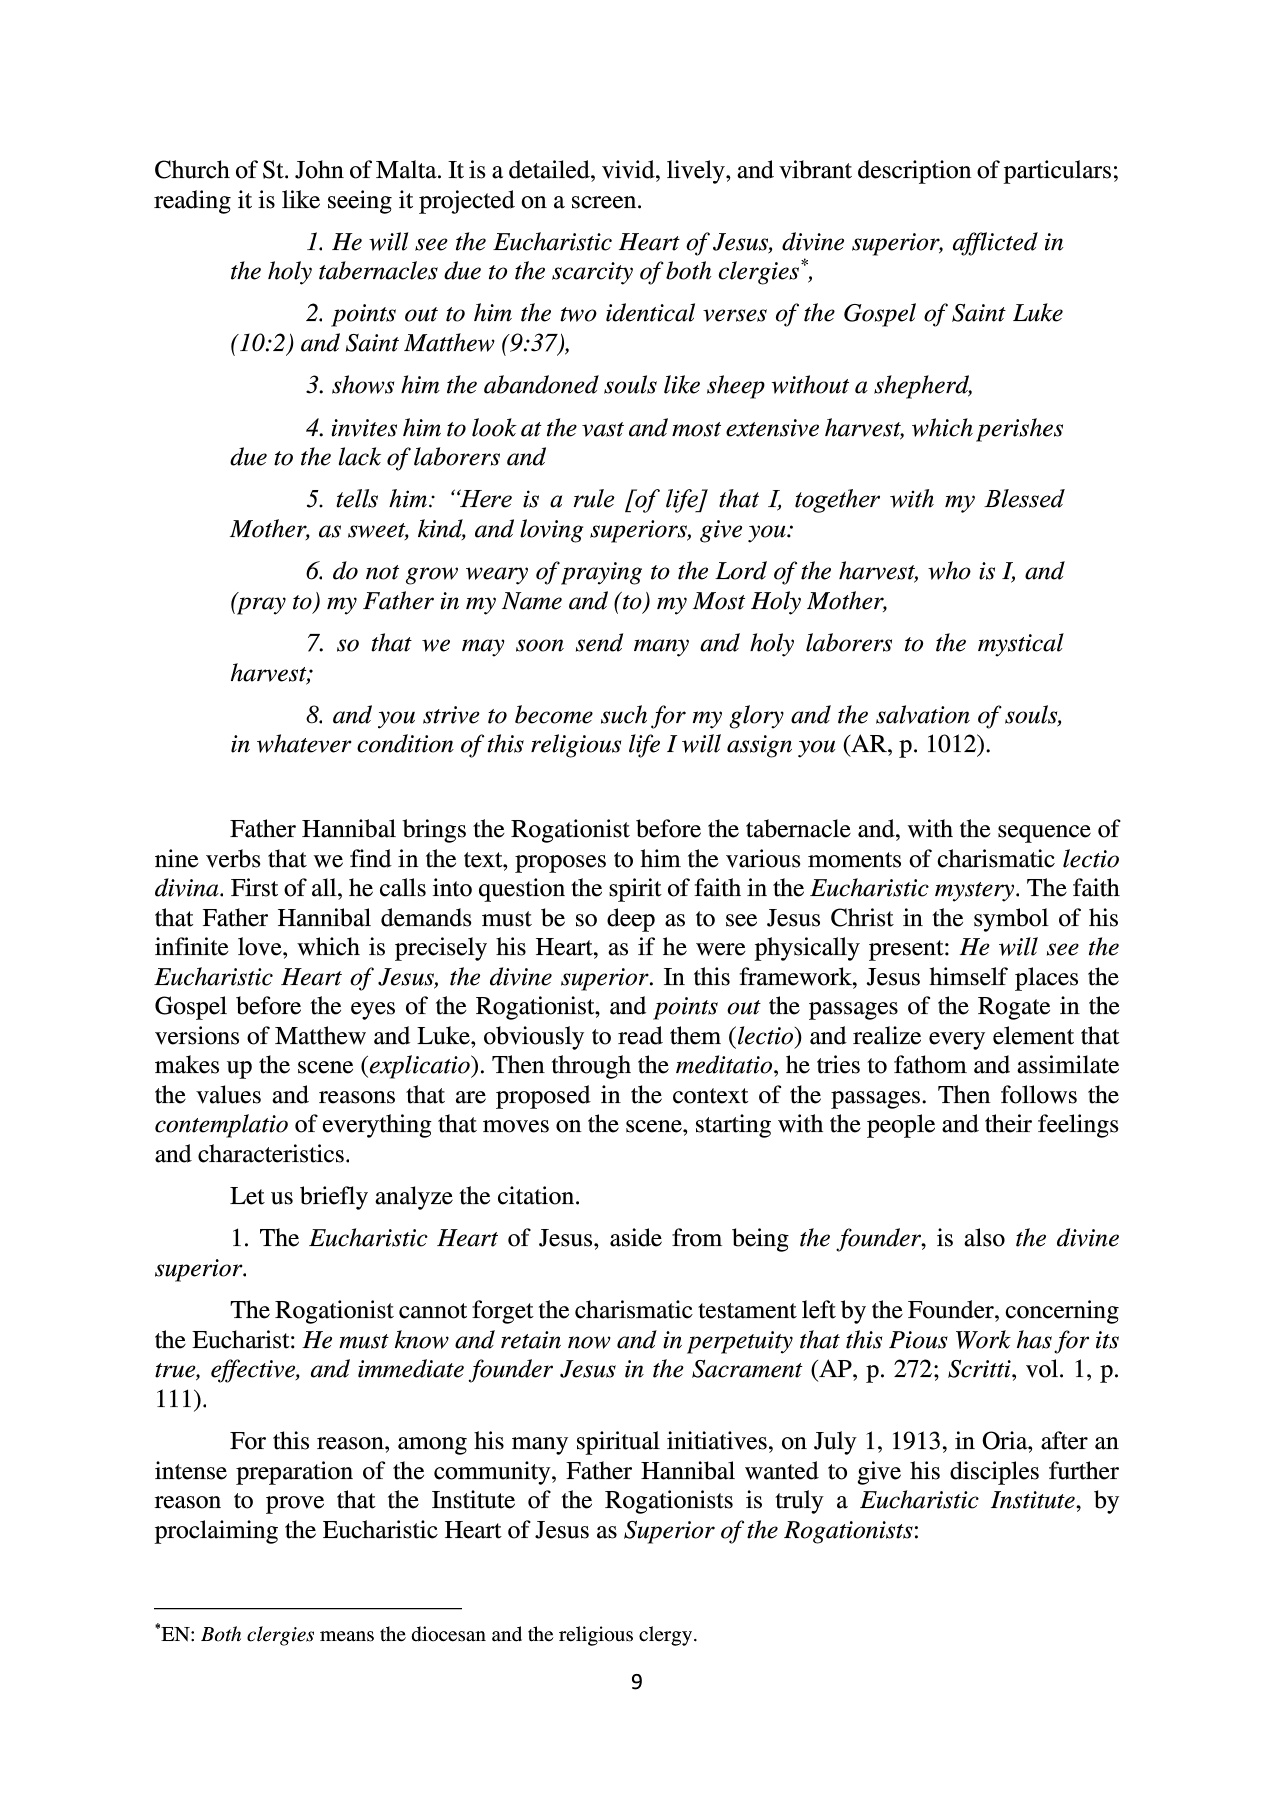 Church of St. John of Malta. It is a detailed, vivid, lively, and vibrant description of particulars;
reading it is like seeing it projected on a screen.
1. He will see the Eucharistic Heart of Jesus, divine superior, afflicted in
the holy tabernacles due to the scarcity of both clergies*,
2. points out to him the two identical verses of the Gospel of Saint Luke
(10:2) and Saint Matthew (9:37),
3. shows him the abandoned souls like sheep without a shepherd,
4. invites him to look at the vast and most extensive harvest, which perishes
due to the lack of laborers and
5. tells him: “Here is a rule [of life] that I, together with my Blessed
Mother, as sweet, kind, and loving superiors, give you:
6. do not grow weary of praying to the Lord of the harvest, who is I, and
(pray to) my Father in my Name and (to) my Most Holy Mother,
7. so that we may soon send many and holy laborers to the mystical
harvest;
8. and you strive to become such for my glory and the salvation of souls,
in whatever condition of this religious life I will assign you (AR, p. 1012).
Father Hannibal brings the Rogationist before the tabernacle and, with the sequence of
nine verbs that we find in the text, proposes to him the various moments of charismatic lectio
divina. First of all, he calls into question the spirit of faith in the Eucharistic mystery. The faith
that Father Hannibal demands must be so deep as to see Jesus Christ in the symbol of his
infinite love, which is precisely his Heart, as if he were physically present: He will see the
Eucharistic Heart of Jesus, the divine superior. In this framework, Jesus himself places the
Gospel before the eyes of the Rogationist, and points out the passages of the Rogate in the
versions of Matthew and Luke, obviously to read them (lectio) and realize every element that
makes up the scene (explicatio). Then through the meditatio, he tries to fathom and assimilate
the values and reasons that are proposed in the context of the passages. Then follows the
contemplatio of everything that moves on the scene, starting with the people and their feelings
and characteristics.
Let us briefly analyze the citation.
1. The Eucharistic Heart of Jesus, aside from being the founder, is also the divine
superior.
The Rogationist cannot forget the charismatic testament left by the Founder, concerning
the Eucharist: He must know and retain now and in perpetuity that this Pious Work has for its
true, effective, and immediate founder Jesus in the Sacrament (AP, p. 272; Scritti, vol. 1, p.
111).
For this reason, among his many spiritual initiatives, on July 1, 1913, in Oria, after an
intense preparation of the community, Father Hannibal wanted to give his disciples further
reason to prove that the Institute of the Rogationists is truly a Eucharistic Institute, by
proclaiming the Eucharistic Heart of Jesus as Superior of the Rogationists:
*EN: Both clergies means the diocesan and the religious clergy.
9